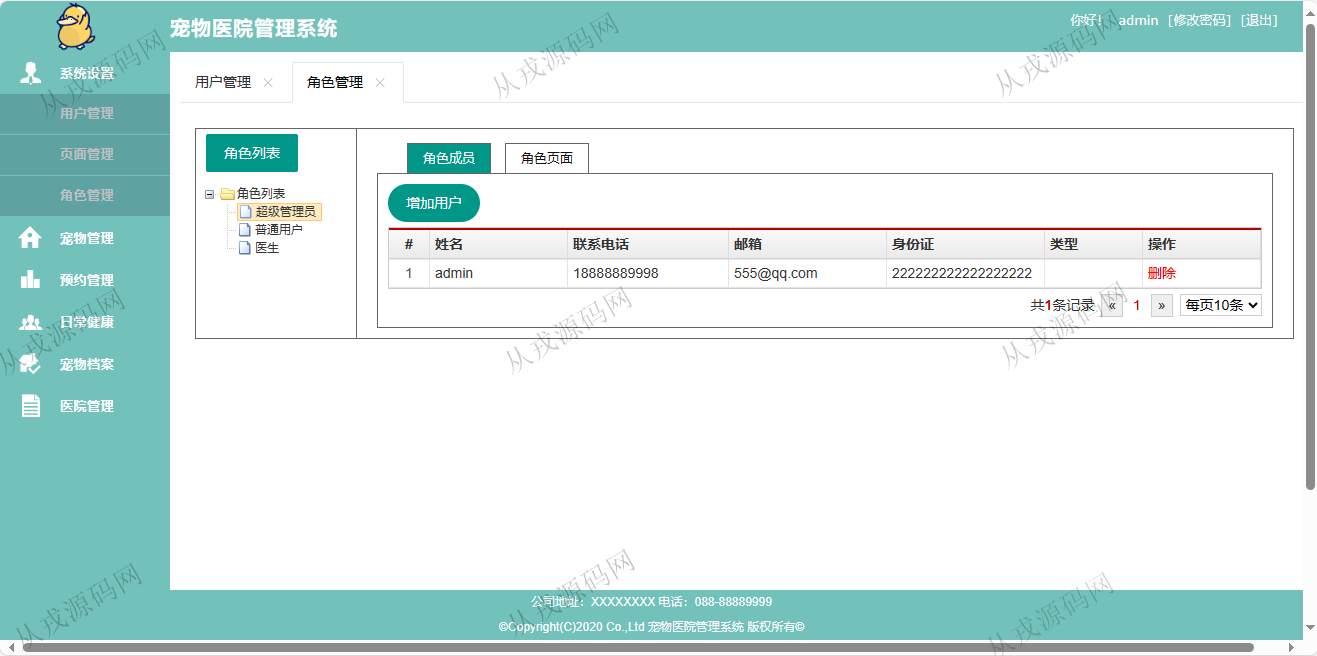 宠物医院管理系统
你好！ admin [修改密码] [退出]
系统设置
用户管理
页面管理
角色管理
宠物管理
预约管理
日常健康
宠物档案
医院管理
用户管理 ×
角色管理 ×
角色列表
角色列表
超级管理员
普通用户
医生
角色成员
角色页面
增加用户
# 姓名 联系电话 邮箱 身份证 类型 操作
1 admin 18888889998 555@qq.com 222222222222222222 删除
共1条记录 « 1 » 每页10条
公司地址：XXXXXXXX 电话：088-88889999
©Copyright(C)2020 Co.,Ltd 宠物医院管理系统 版权所有©
从戎源码网
从戎源码网
从戎源码网
从戎源码网
从戎源码网
从戎源码网
从戎源码网
从戎源码网
从戎源码网